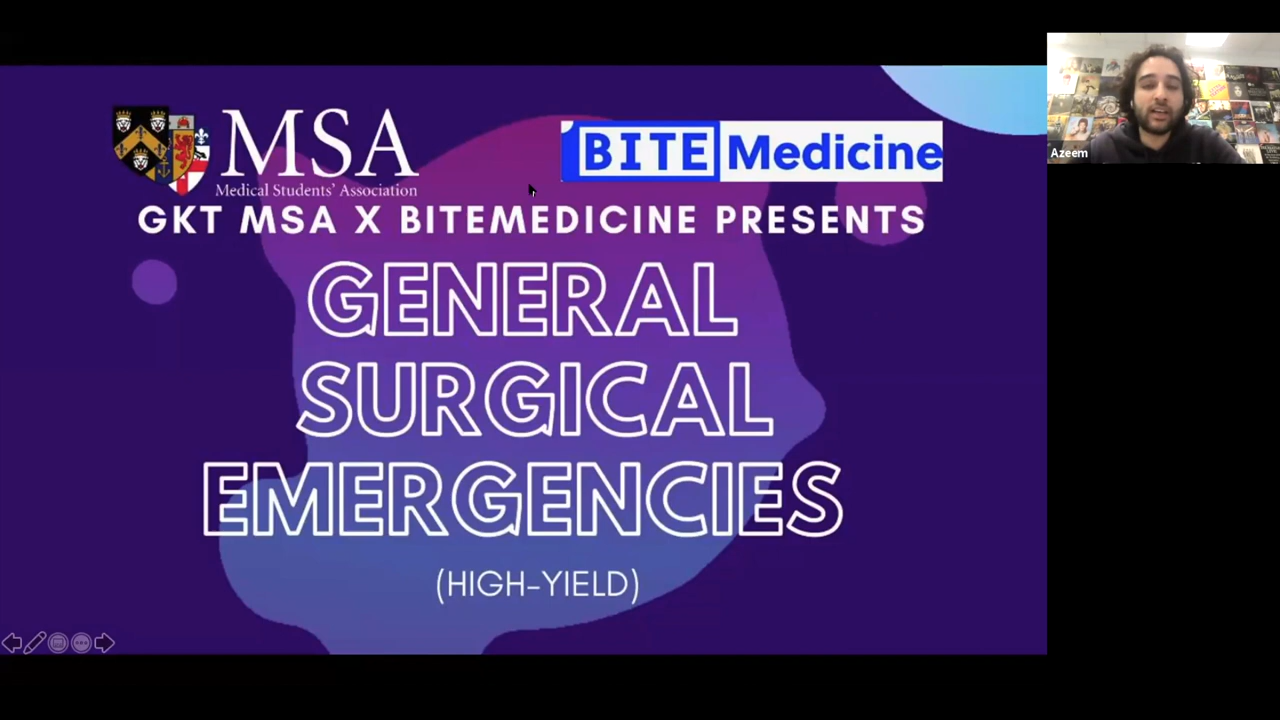 MSA
Medical Students' Association
BITE Medicine
GKT MSA X BITEMEDICINE PRESENTS
GENERAL
SURGICAL
EMERGENCIES
(HIGH-YIELD)
Azeem